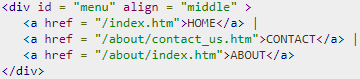 <div id = "menu" align = "middle" >
<a href = "/index.htm">HOME</a> |
<a href = "/about/contact_us.htm">CONTACT</a> |
<a href = "/about/index.htm">ABOUT</a>
</div>